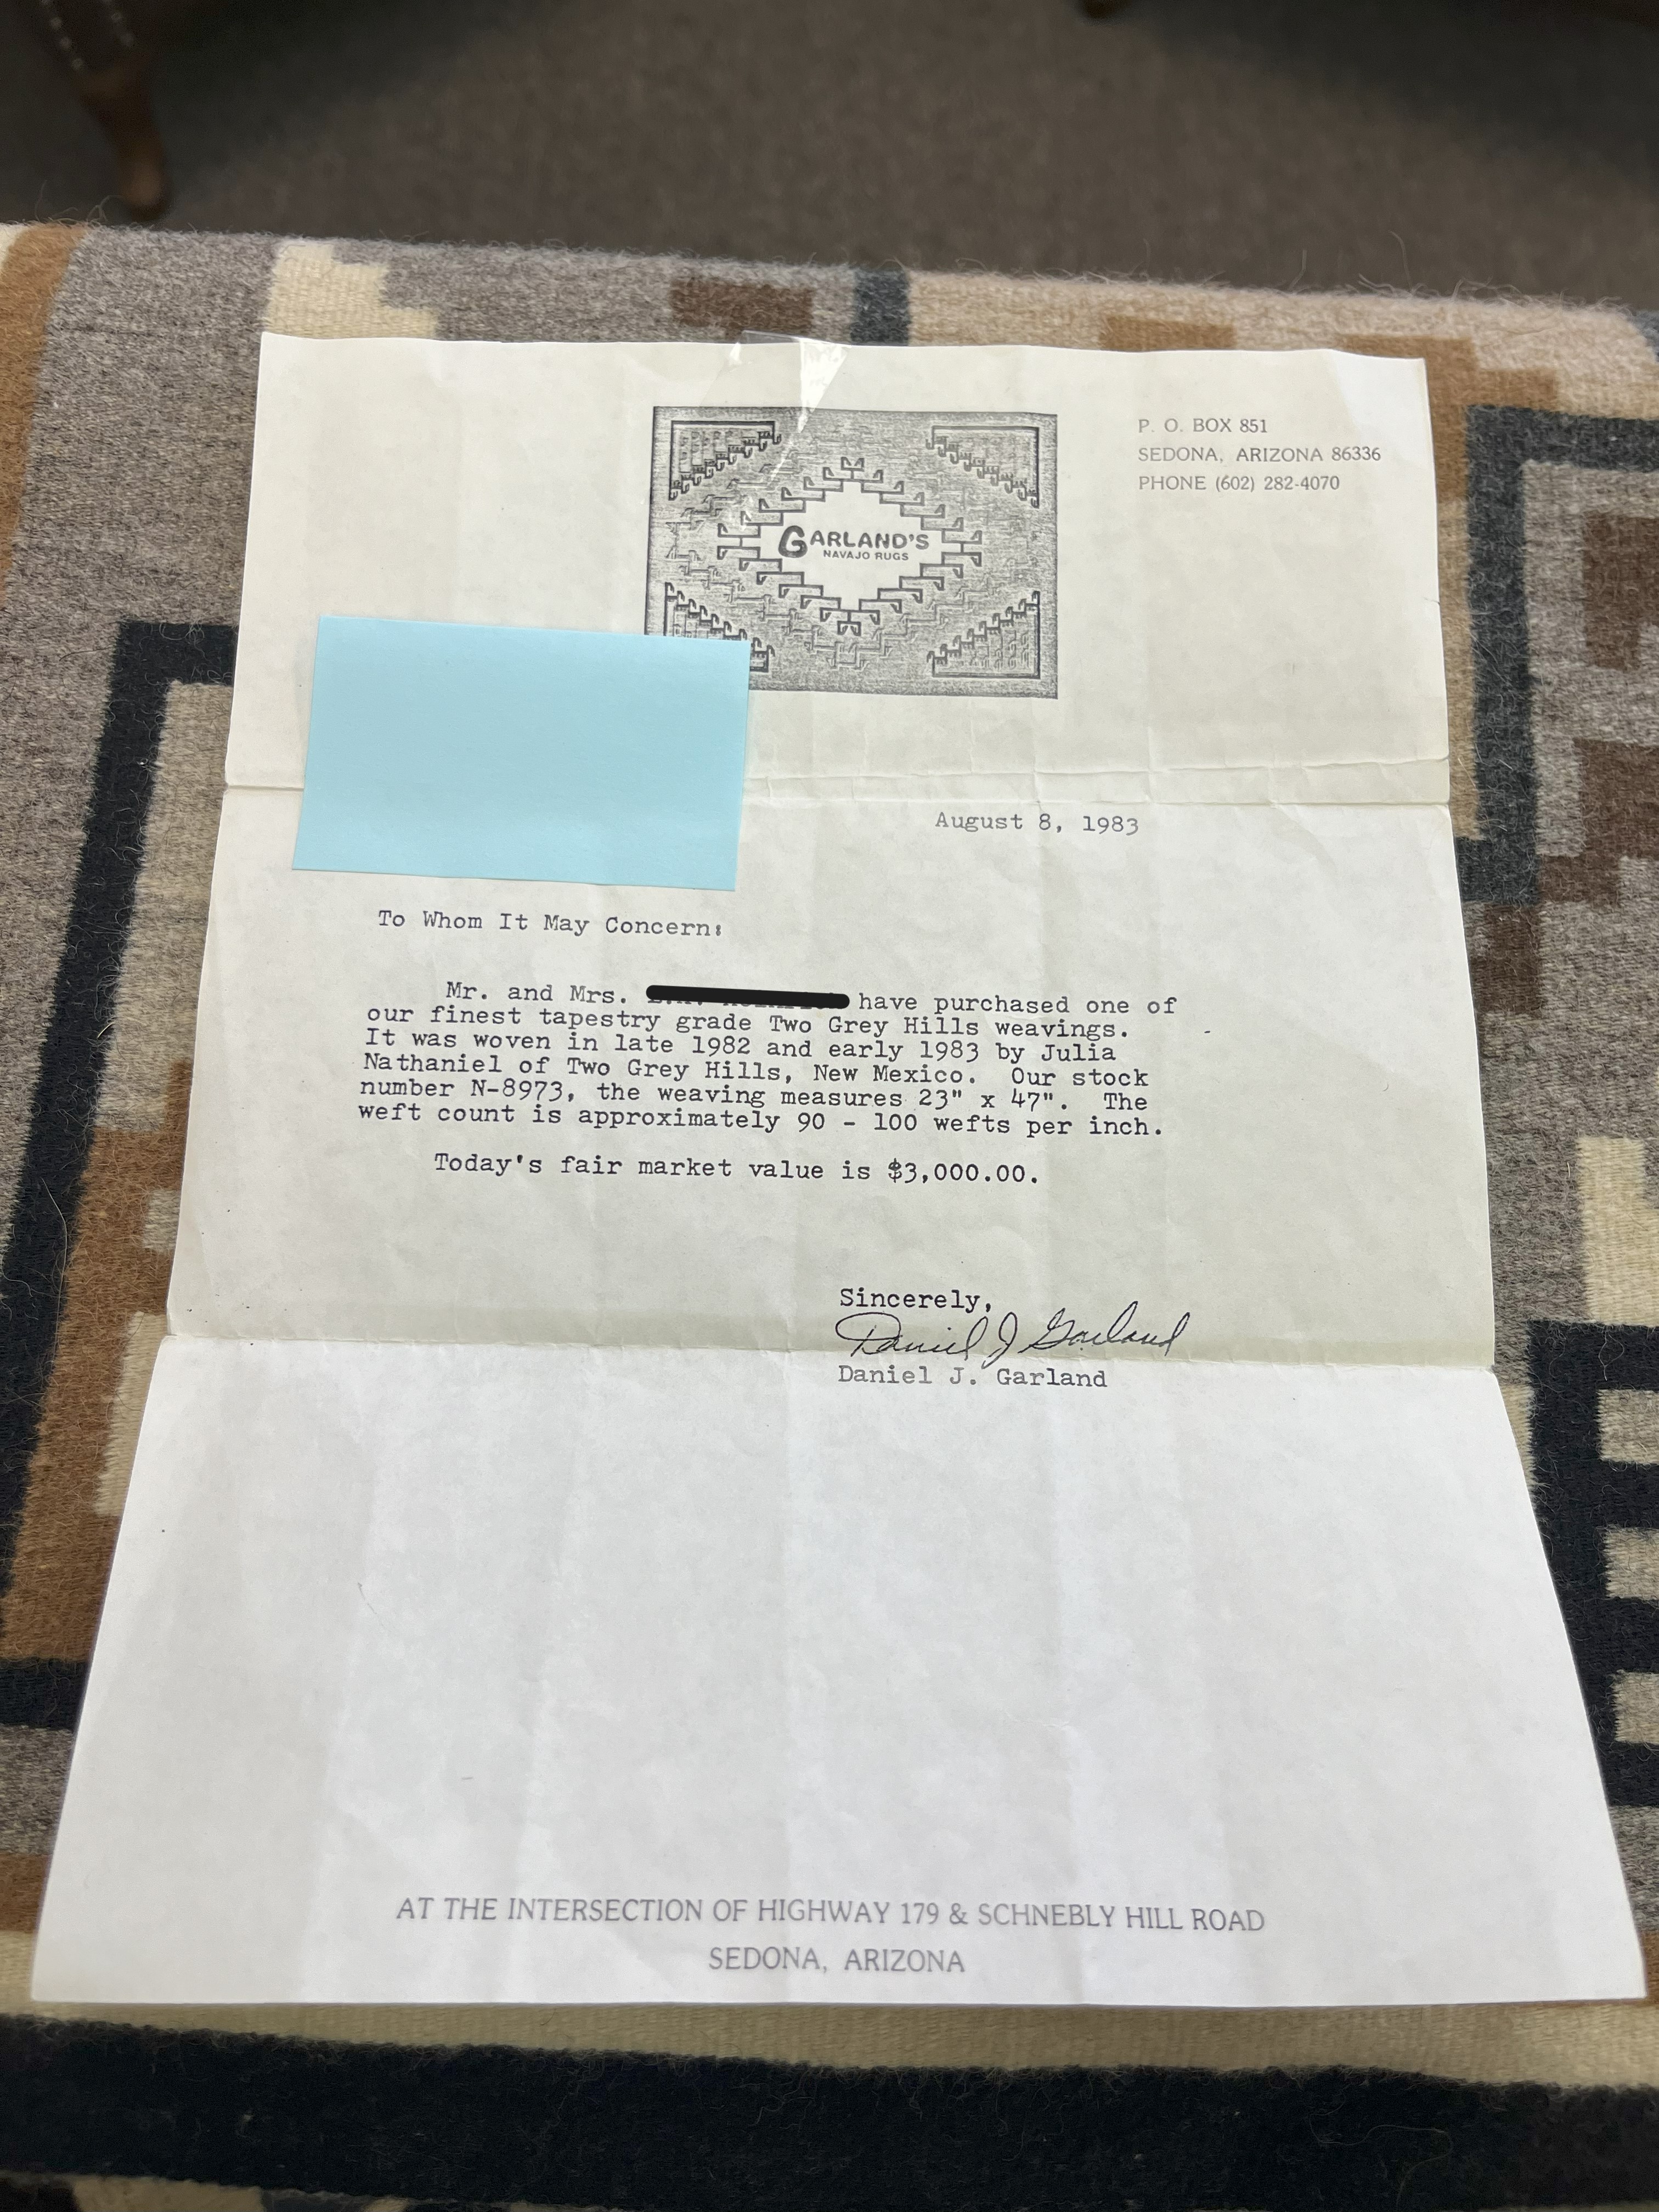 P. O. BOX 851
SEDONA, ARIZONA 86336
PHONE (602) 282-4070
GARLAND'S
NAVAJO RUGS
August 8, 1983
To Whom It May Concern:
Mr. and Mrs. have purchased one of
our finest tapestry grade Two Grey Hills weavings.
It was woven in late 1982 and early 1983 by Julia
Nathaniel of Two Grey Hills, New Mexico. Our stock
number N-8973, the weaving measures 23" x 47". The
weft count is approximately 90 - 100 wefts per inch.
Today's fair market value is $3,000.00.
Sincerely,
Daniel J Garland
Daniel J. Garland
AT THE INTERSECTION OF HIGHWAY 179 & SCHNEBLY HILL ROAD
SEDONA, ARIZONA